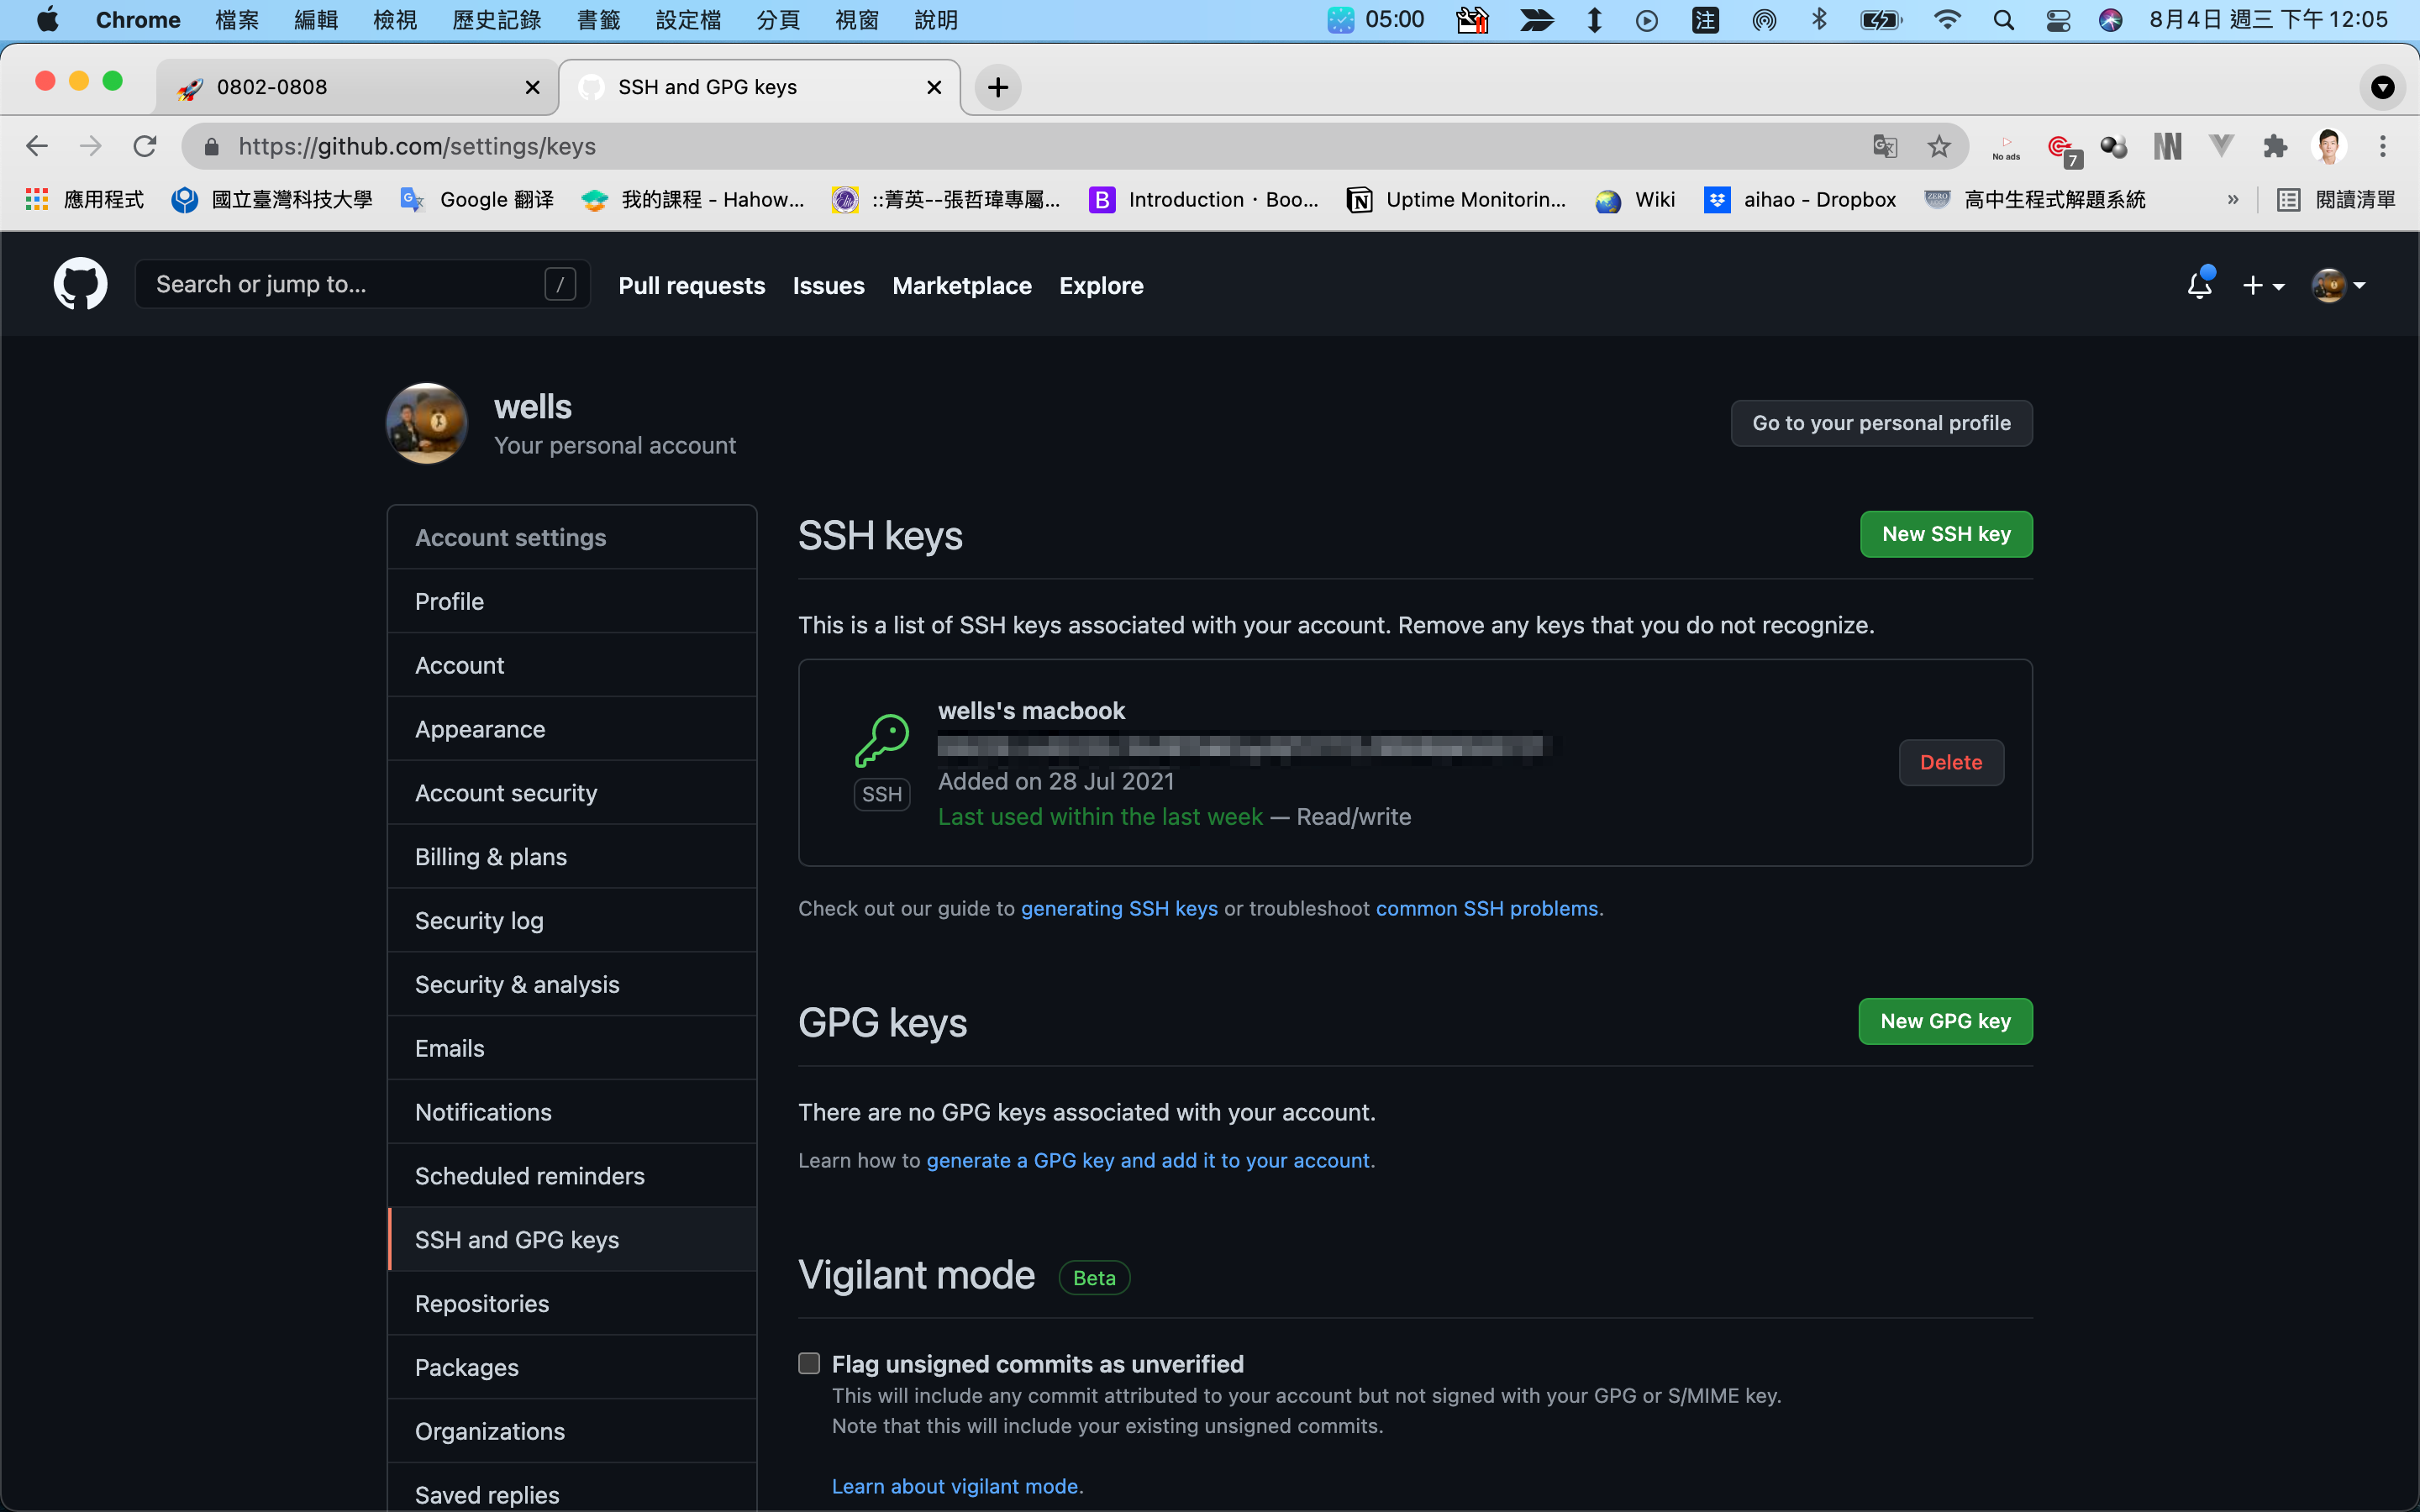 Chrome 檔案 編輯 檢視 歷史記錄 書籤 設定檔 分頁 視窗 說明 05:00 注 8月4日 週三 下午 12:05
0802-0808 SSH and GPG keys
https://github.com/settings/keys No ads 7
應用程式 國立臺灣科技大學 Google 翻译 我的課程 - Hahow... ::菁英--張哲瑋專屬... B Introduction · Boo... Uptime Monitorin... Wiki aihao - Dropbox 高中生程式解題系統 » 閱讀清單
Search or jump to... / Pull requests Issues Marketplace Explore
wells
Your personal account
Go to your personal profile
Account settings
Profile
Account
Appearance
Account security
Billing & plans
Security log
Security & analysis
Emails
Notifications
Scheduled reminders
SSH and GPG keys
Repositories
Packages
Organizations
Saved replies
SSH keys
New SSH key
This is a list of SSH keys associated with your account. Remove any keys that you do not recognize.
wells's macbook
SSH
Added on 28 Jul 2021
Last used within the last week — Read/write
Delete
Check out our guide to generating SSH keys or troubleshoot common SSH problems.
GPG keys
New GPG key
There are no GPG keys associated with your account.
Learn how to generate a GPG key and add it to your account.
Vigilant mode Beta
Flag unsigned commits as unverified
This will include any commit attributed to your account but not signed with your GPG or S/MIME key.
Note that this will include your existing unsigned commits.
Learn about vigilant mode.